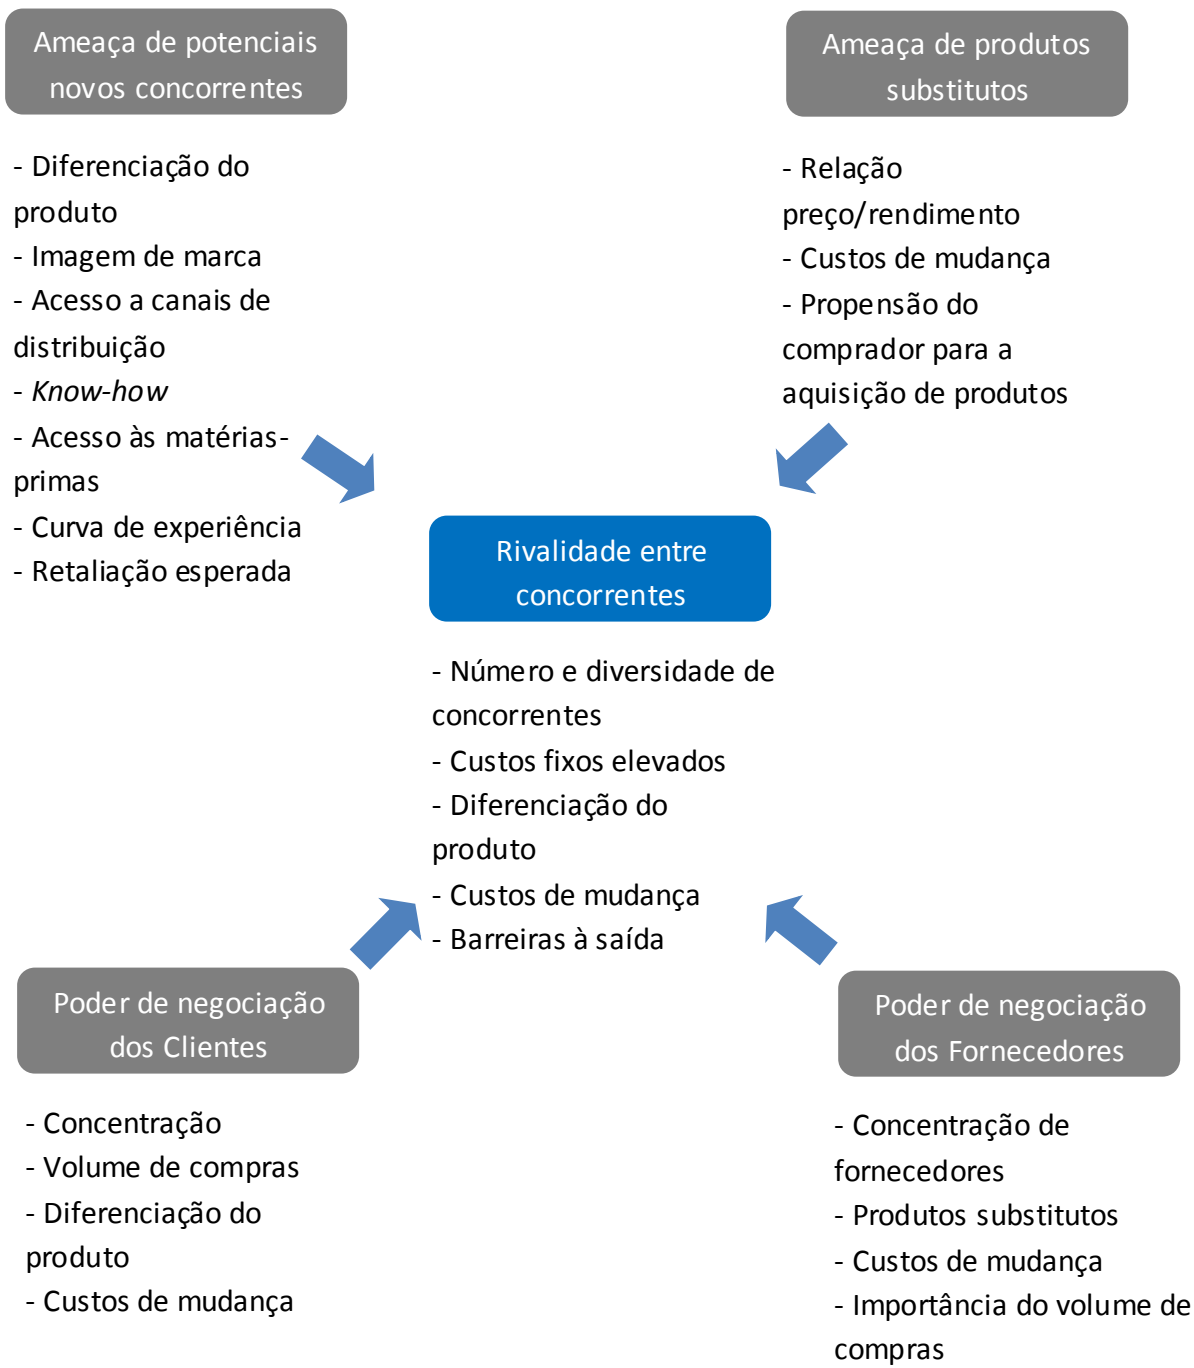 Ameaça de potenciais
novos concorrentes
- Diferenciação do
produto
- Imagem de marca
- Acesso a canais de
distribuição
- Know-how
- Acesso às matérias-
primas
- Curva de experiência
- Retaliação esperada
Ameaça de produtos
substitutos
- Relação
preço/rendimento
- Custos de mudança
- Propensão do
comprador para a
aquisição de produtos
Rivalidade entre
concorrentes
- Número e diversidade de
concorrentes
- Custos fixos elevados
- Diferenciação do
produto
- Custos de mudança
- Barreiras à saída
Poder de negociação
dos Clientes
- Concentração
- Volume de compras
- Diferenciação do
produto
- Custos de mudança
Poder de negociação
dos Fornecedores
- Concentração de
fornecedores
- Produtos substitutos
- Custos de mudança
- Importância do volume de
compras